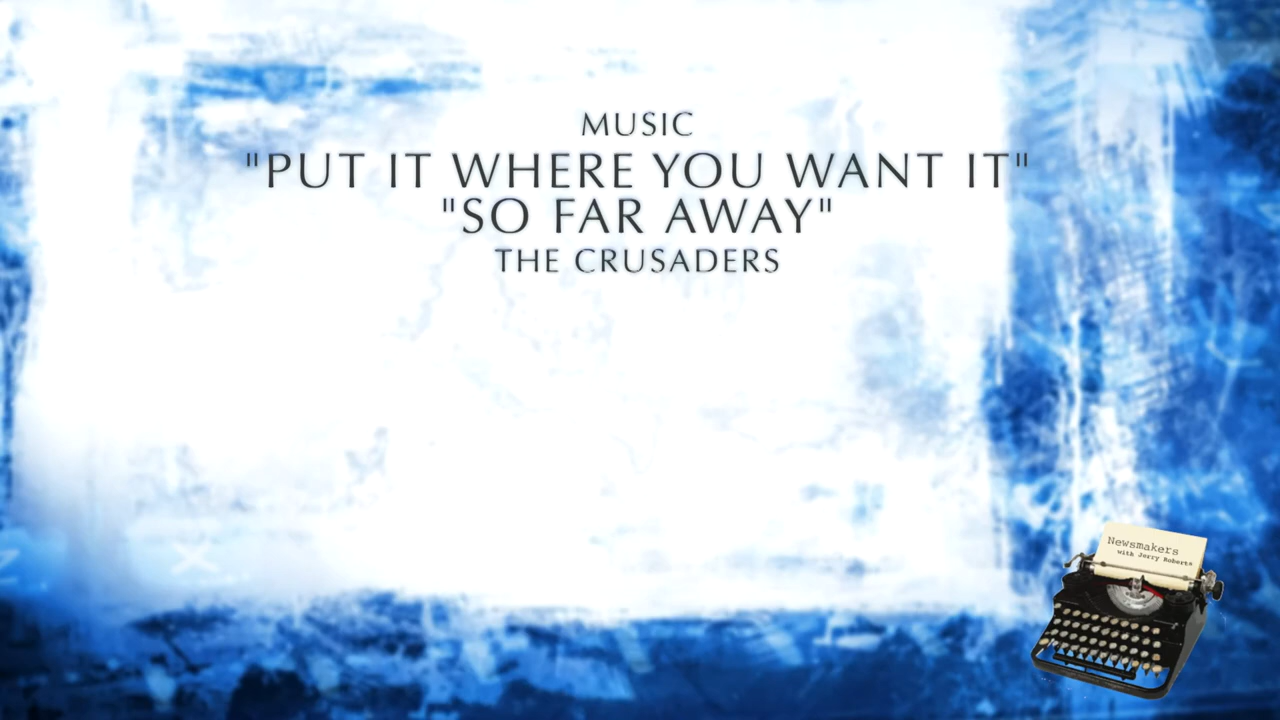 MUSIC
"PUT IT WHERE YOU WANT IT"
"SO FAR AWAY"
THE CRUSADERS
Newsmakers
with Jerry Roberts